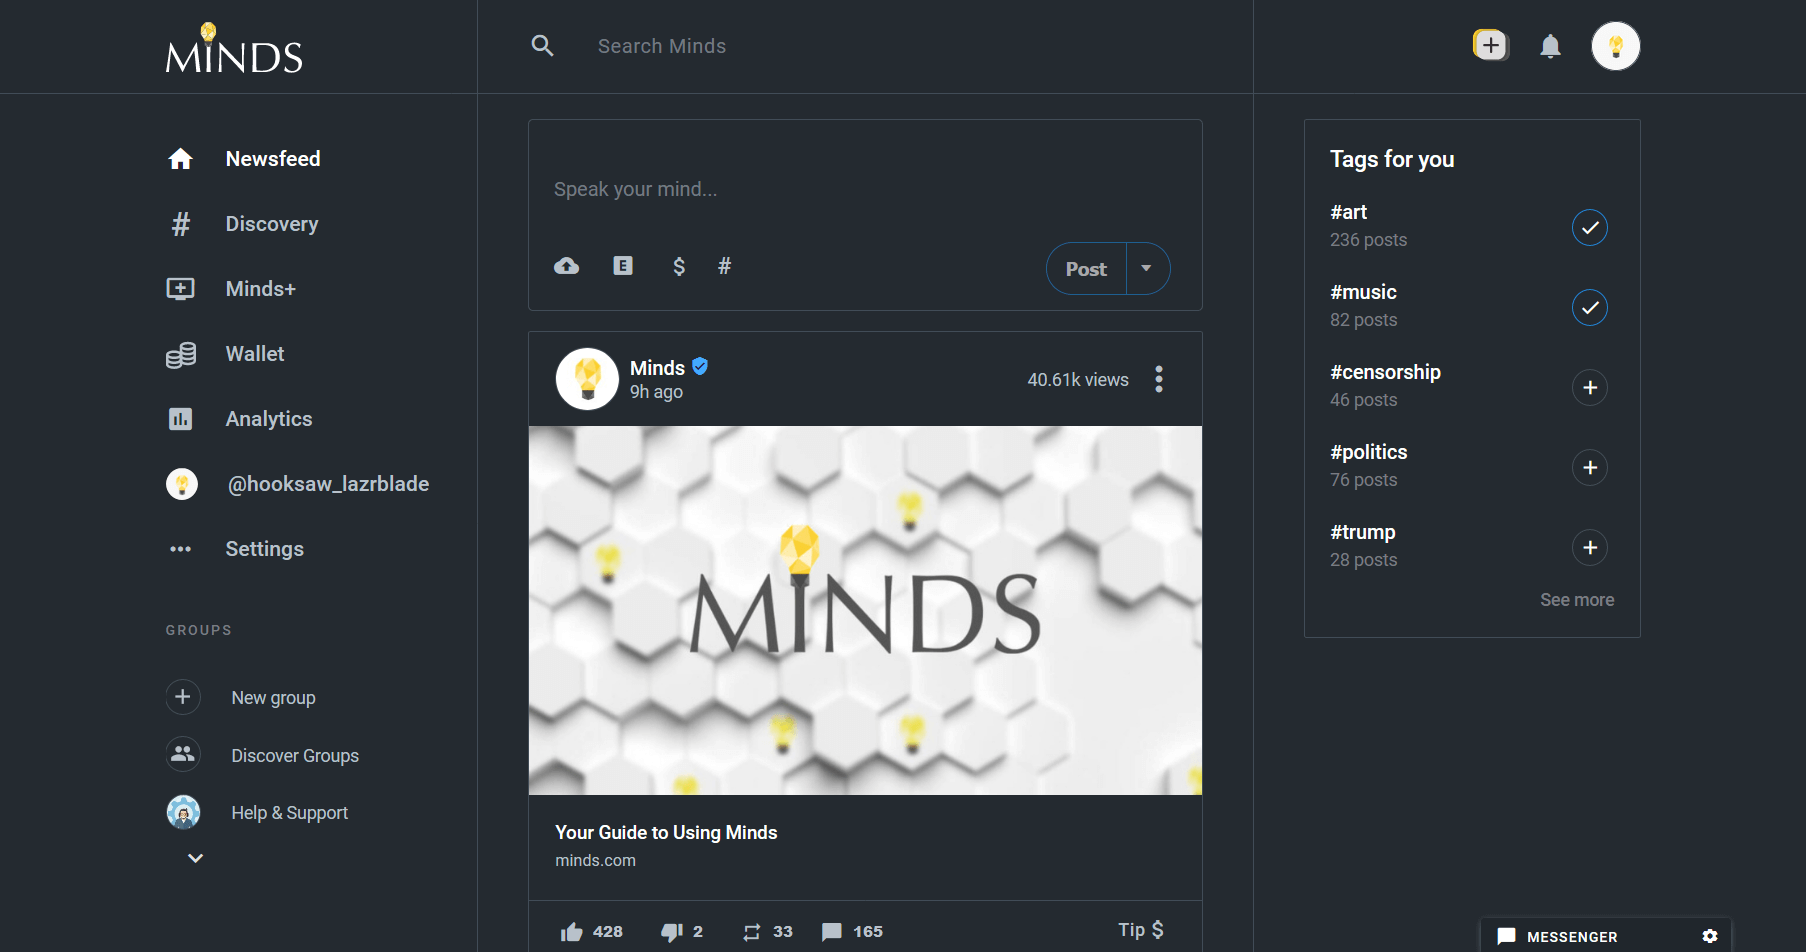 MINDS
Search Minds
Newsfeed
Discovery
Minds+
Wallet
Analytics
@hooksaw_lazrblade
Settings
GROUPS
New group
Discover Groups
Help & Support
Speak your mind...
E $ #
Post
Minds
9h ago
40.61k views
MINDS
Your Guide to Using Minds
minds.com
428 2 33 165 Tip $
Tags for you
#art
236 posts
#music
82 posts
#censorship
46 posts
#politics
76 posts
#trump
28 posts
See more
MESSENGER